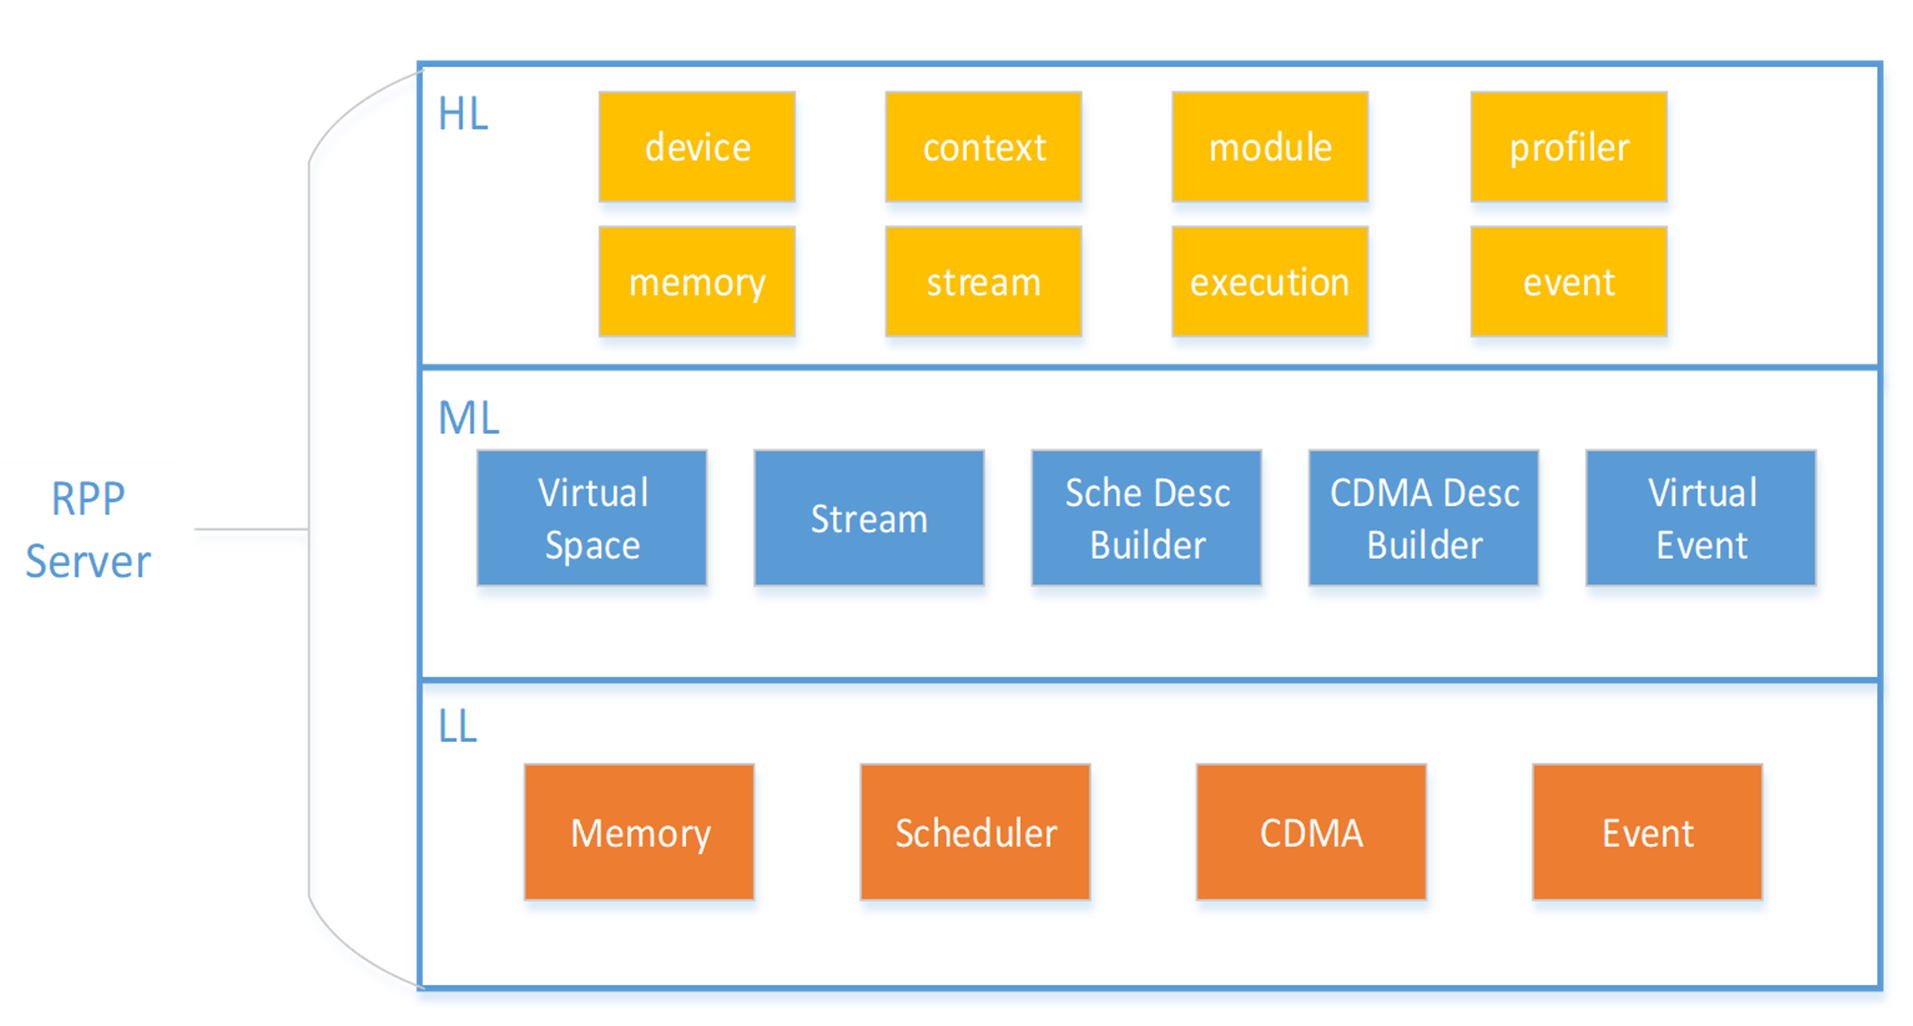 RPP
Server
HL
device
context
module
profiler
memory
stream
execution
event
ML
Virtual
Space
Stream
Sche Desc
Builder
CDMA Desc
Builder
Virtual
Event
LL
Memory
Scheduler
CDMA
Event